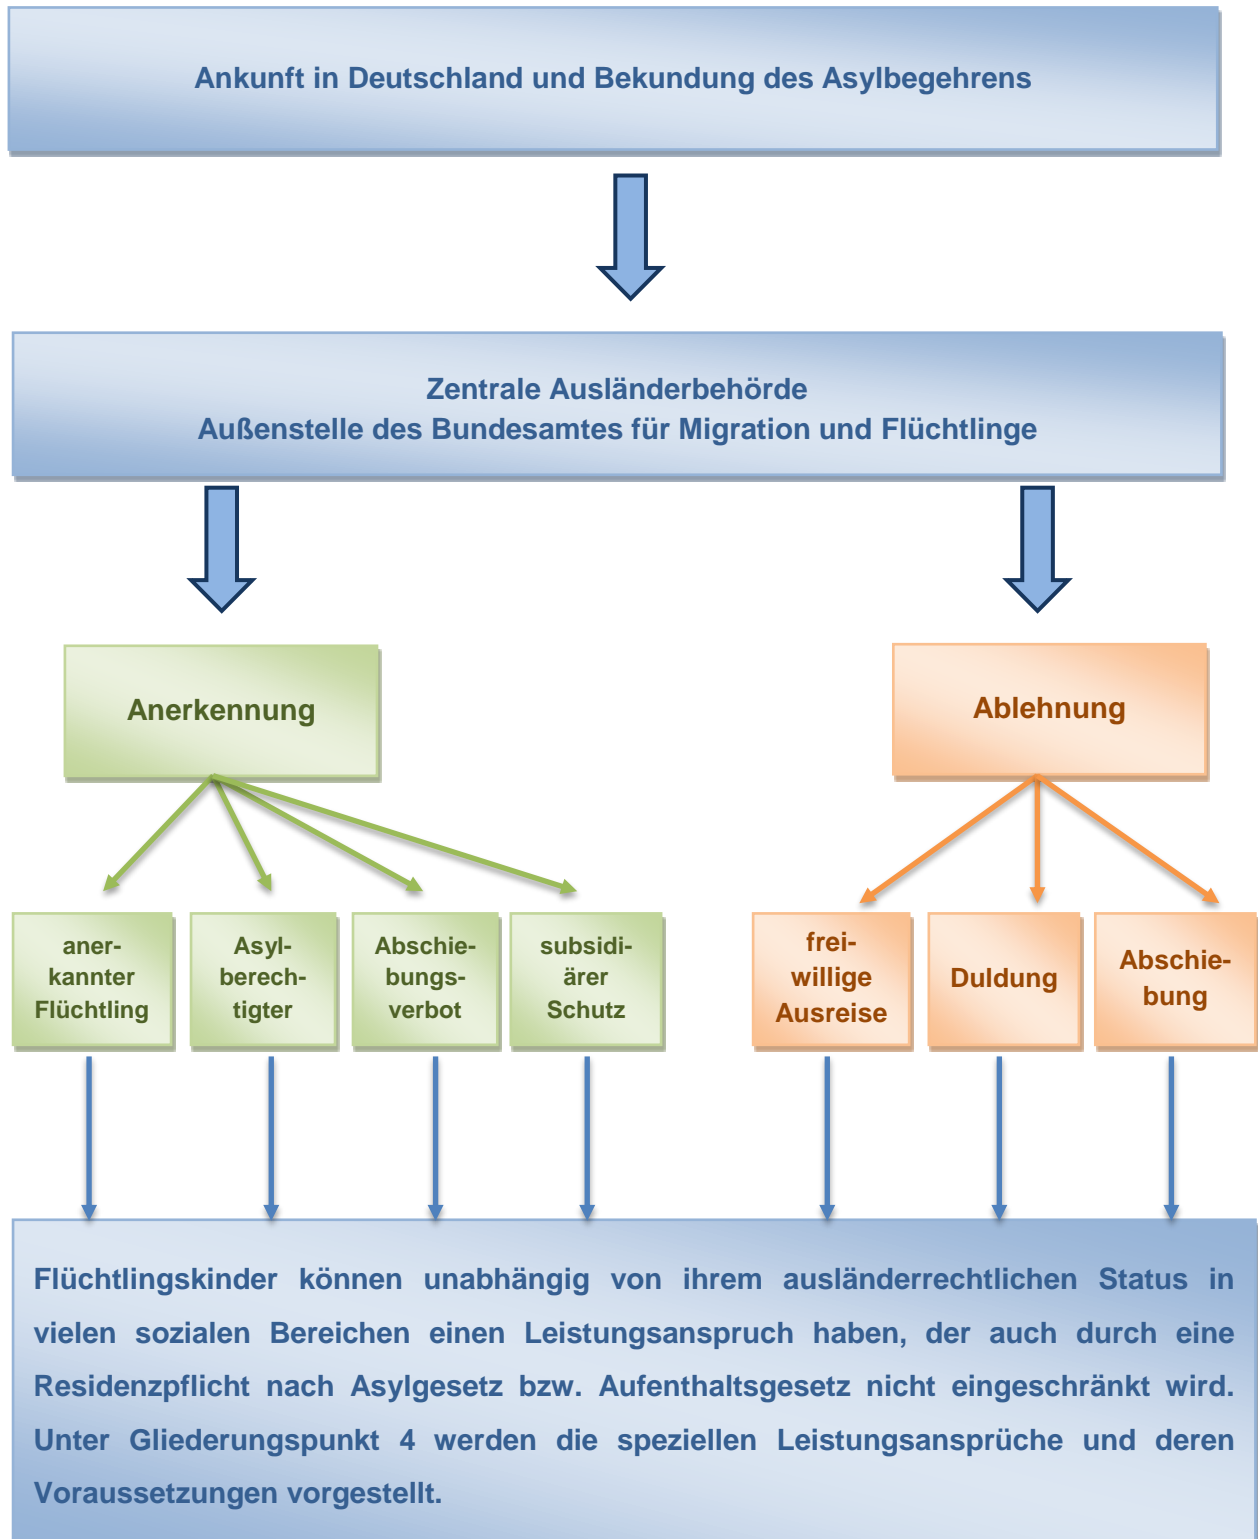 Ankunft in Deutschland und Bekundung des Asylbegehrens
Zentrale Ausländerbehörde
Außenstelle des Bundesamtes für Migration und Flüchtlinge
Anerkennung
Ablehnung
aner-
kannter
Flüchtling
Asyl-
berech-
tigter
Abschie-
bungs-
verbot
subsidi-
ärer
Schutz
frei-
willige
Ausreise
Duldung
Abschie-
bung
Flüchtlingskinder können unabhängig von ihrem ausländerrechtlichen Status in
vielen sozialen Bereichen einen Leistungsanspruch haben, der auch durch eine
Residenzpflicht nach Asylgesetz bzw. Aufenthaltsgesetz nicht eingeschränkt wird.
Unter Gliederungspunkt 4 werden die speziellen Leistungsansprüche und deren
Voraussetzungen vorgestellt.